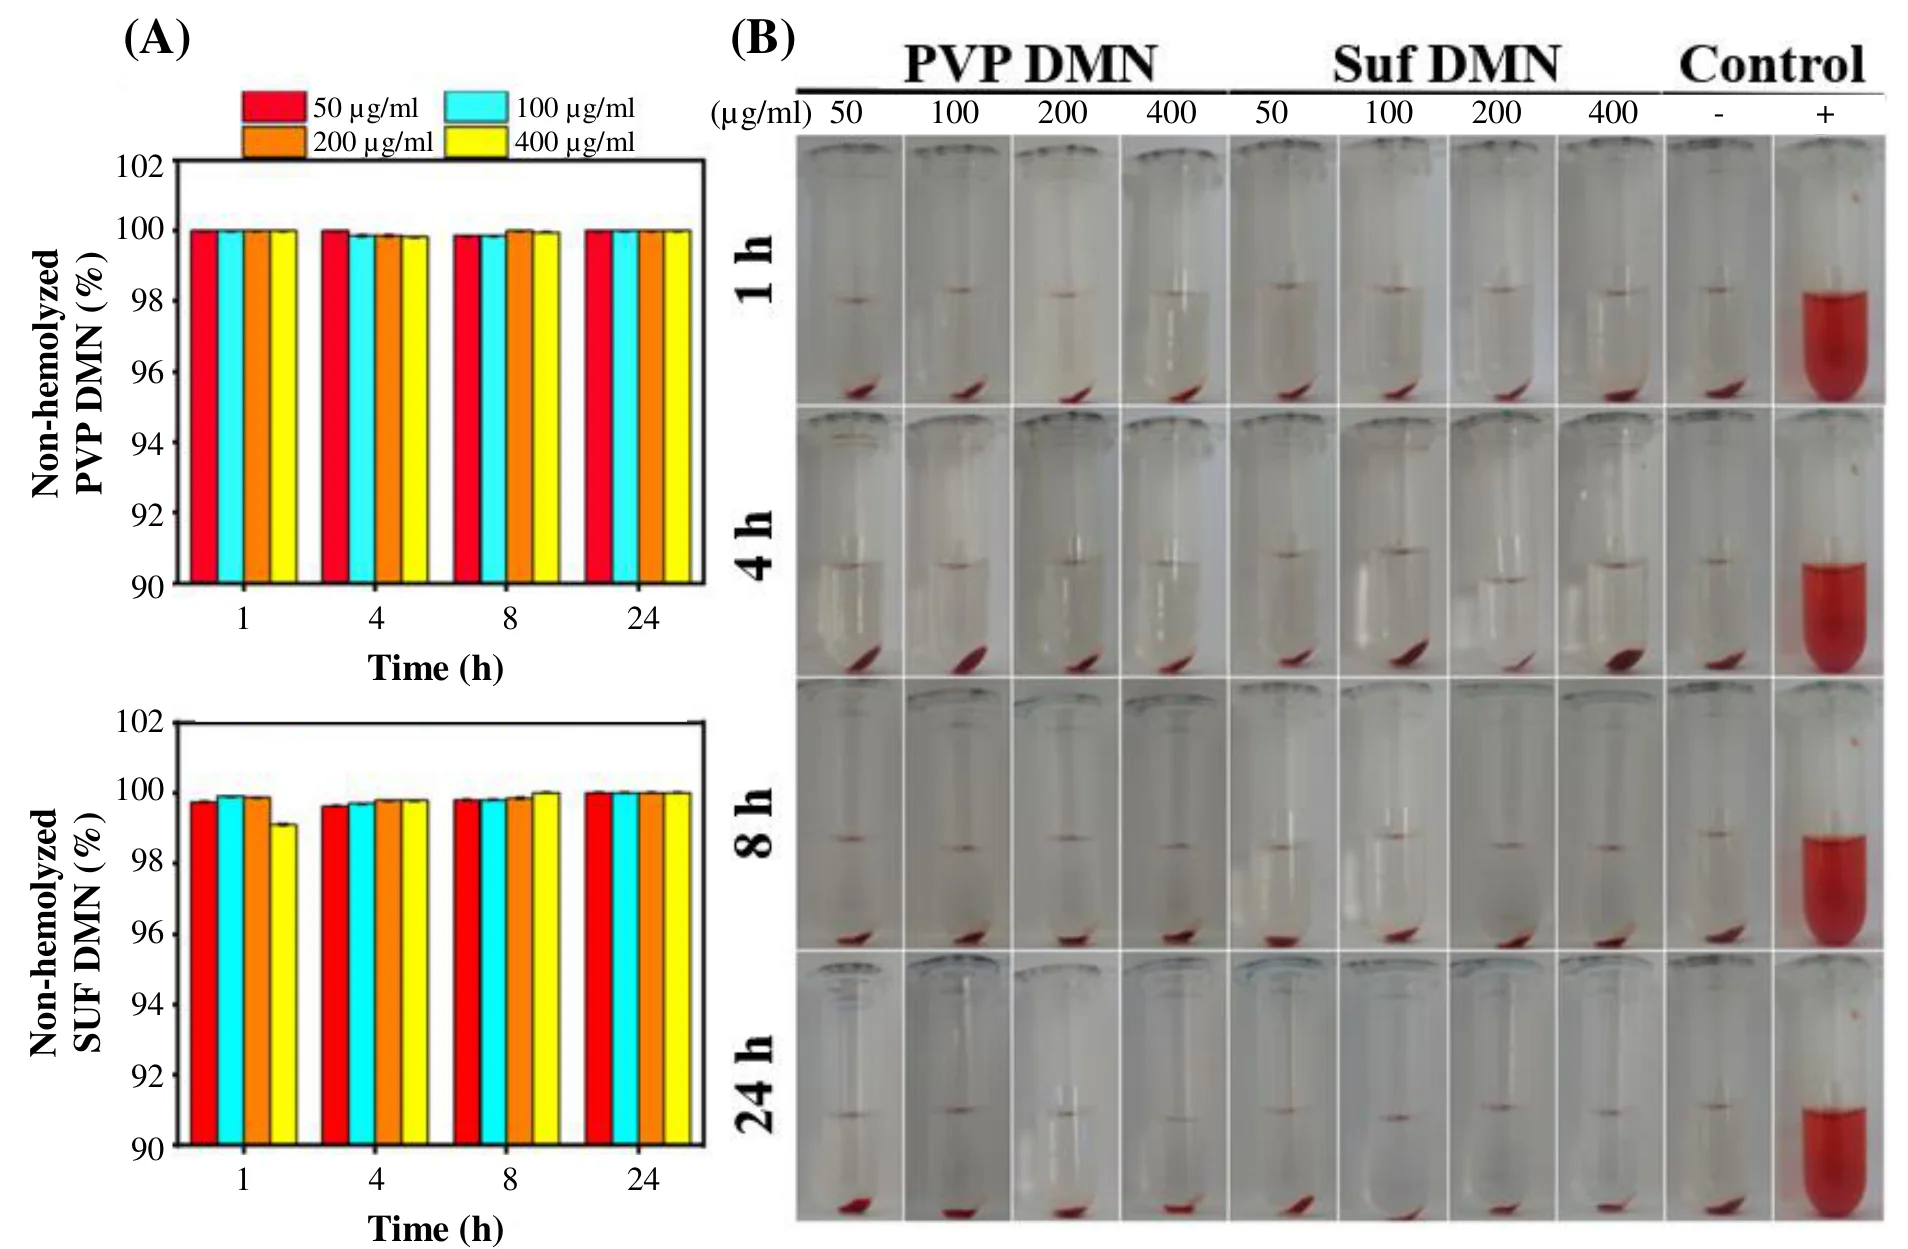 (A)
50 µg/ml 100 µg/ml
200 µg/ml 400 µg/ml
102
100
98
96
94
92
90
Non-hemolyzed
PVP DMN (%)
1 4 8 24
Time (h)
102
100
98
96
94
92
90
Non-hemolyzed
SUF DMN (%)
1 4 8 24
Time (h)
(B)
PVP DMN Suf DMN Control
(µg/ml) 50 100 200 400 50 100 200 400 - +
1 h
4 h
8 h
24 h